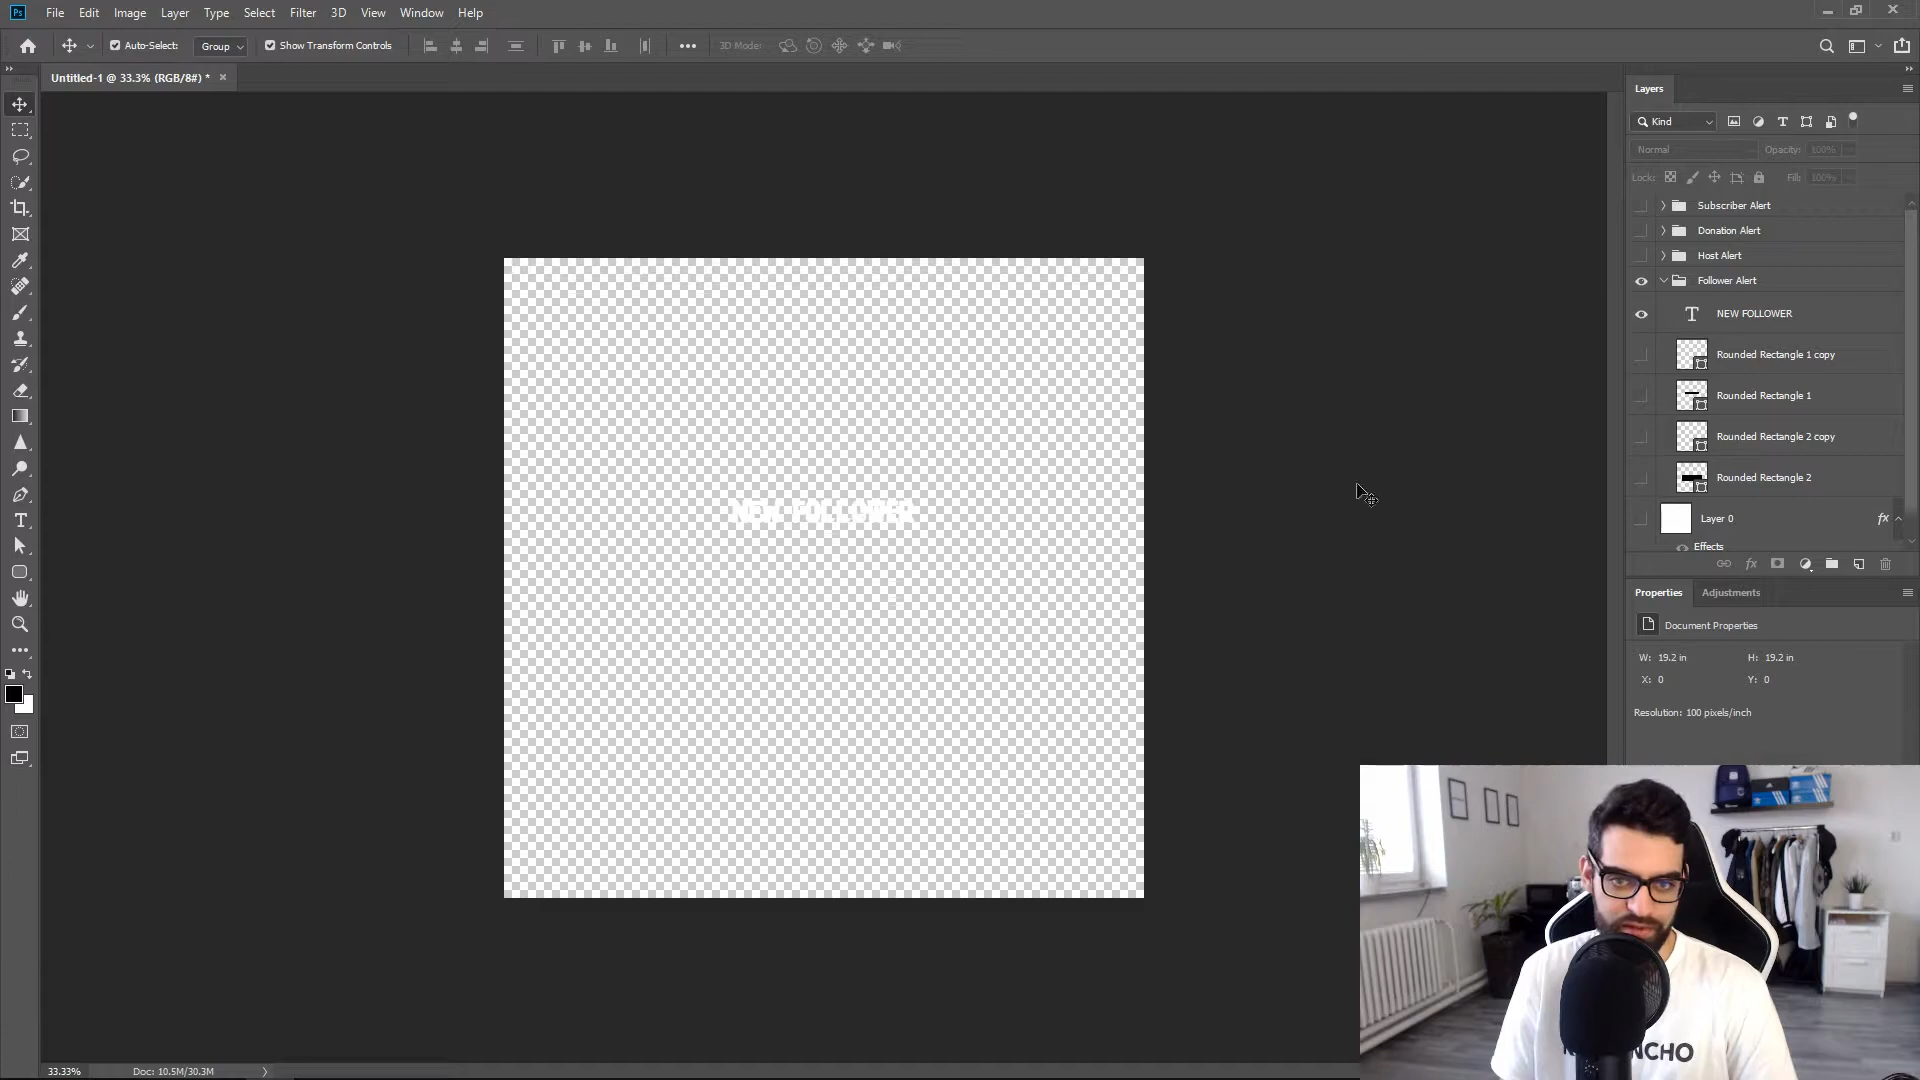 Ps File Edit Image Layer Type Select Filter 3D View Window Help
Auto-Select: Group Show Transform Controls 3D Mode:
Untitled-1 @ 33.3% (RGB/8#) *
Layers
Kind
Normal Opacity: 100%
Lock: Fill: 100%
Subscriber Alert
Donation Alert
Host Alert
Follower Alert
NEW FOLLOWER
Rounded Rectangle 1 copy
Rounded Rectangle 1
Rounded Rectangle 2 copy
Rounded Rectangle 2
Layer 0 fx
Effects
NEW FOLLOWER
Properties Adjustments
Document Properties
W: 19.2 in H: 19.2 in
X: 0 Y: 0
Resolution: 100 pixels/inch
33.33% Doc: 10.5M/30.3M